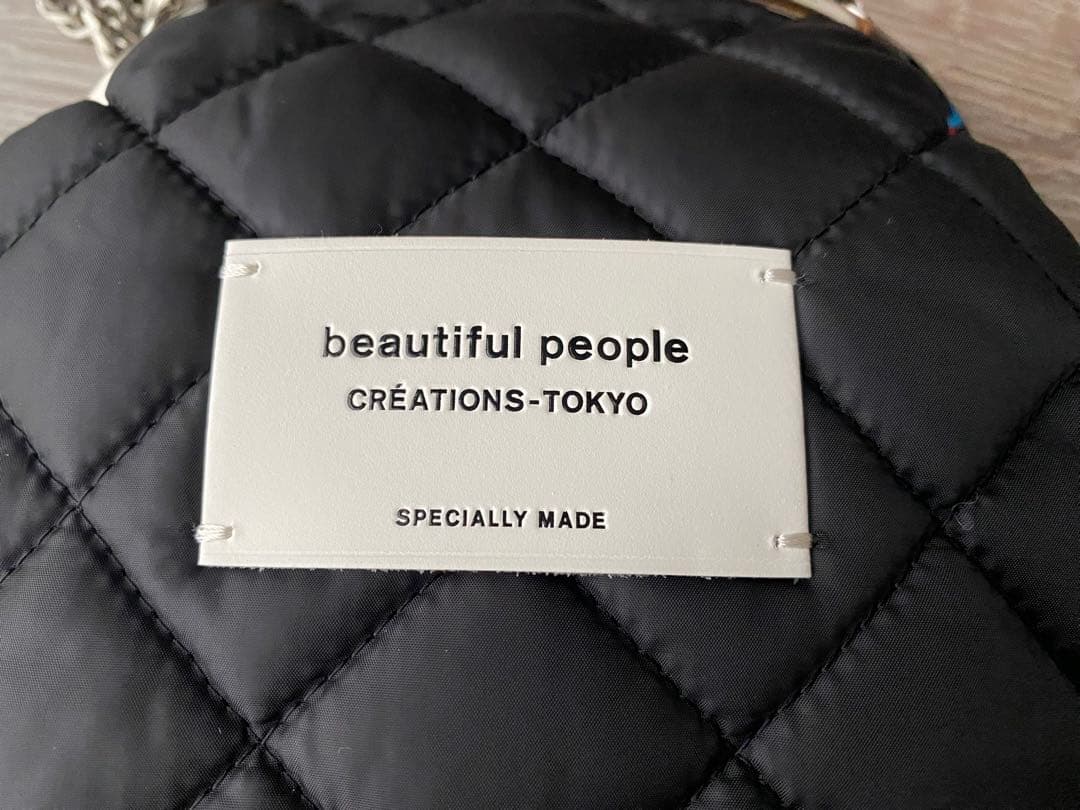 beautiful people
CRÉATIONS-TOKYO
SPECIALLY MADE